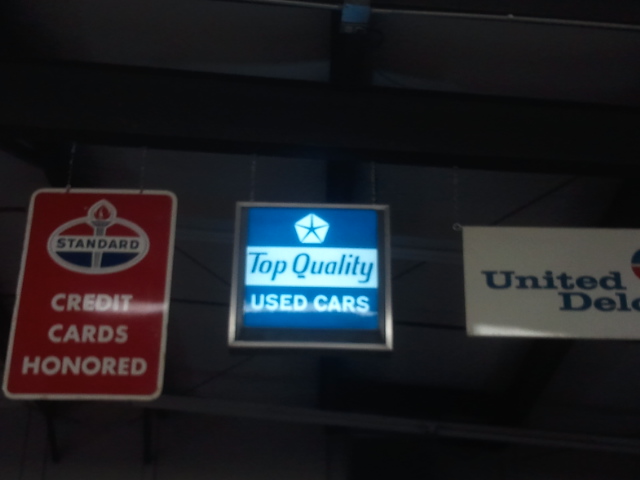 STANDARD
CREDIT
CARDS
HONORED
Top Quality
USED CARS
United